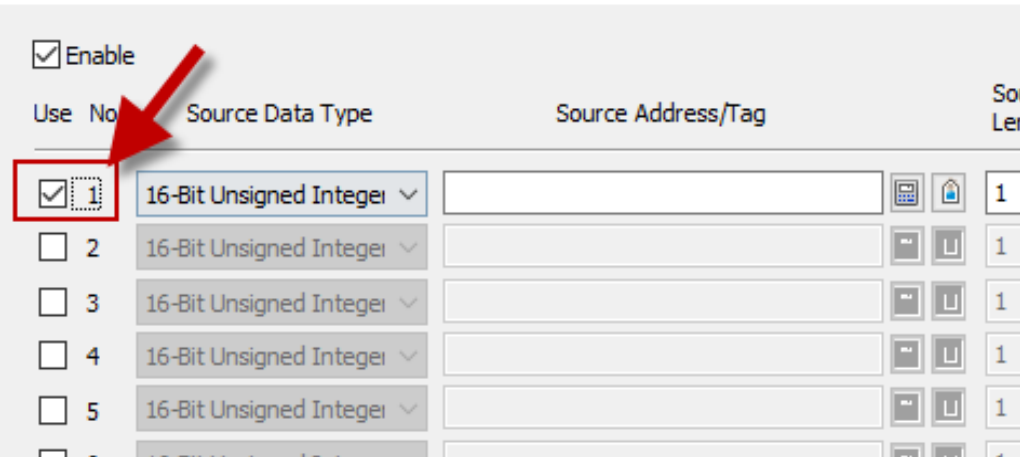 Enable
Use No Source Data Type Source Address/Tag Sou
Len
1 16-Bit Unsigned Integer 1
2 16-Bit Unsigned Integer 1
3 16-Bit Unsigned Integer 1
4 16-Bit Unsigned Integer 1
5 16-Bit Unsigned Integer 1